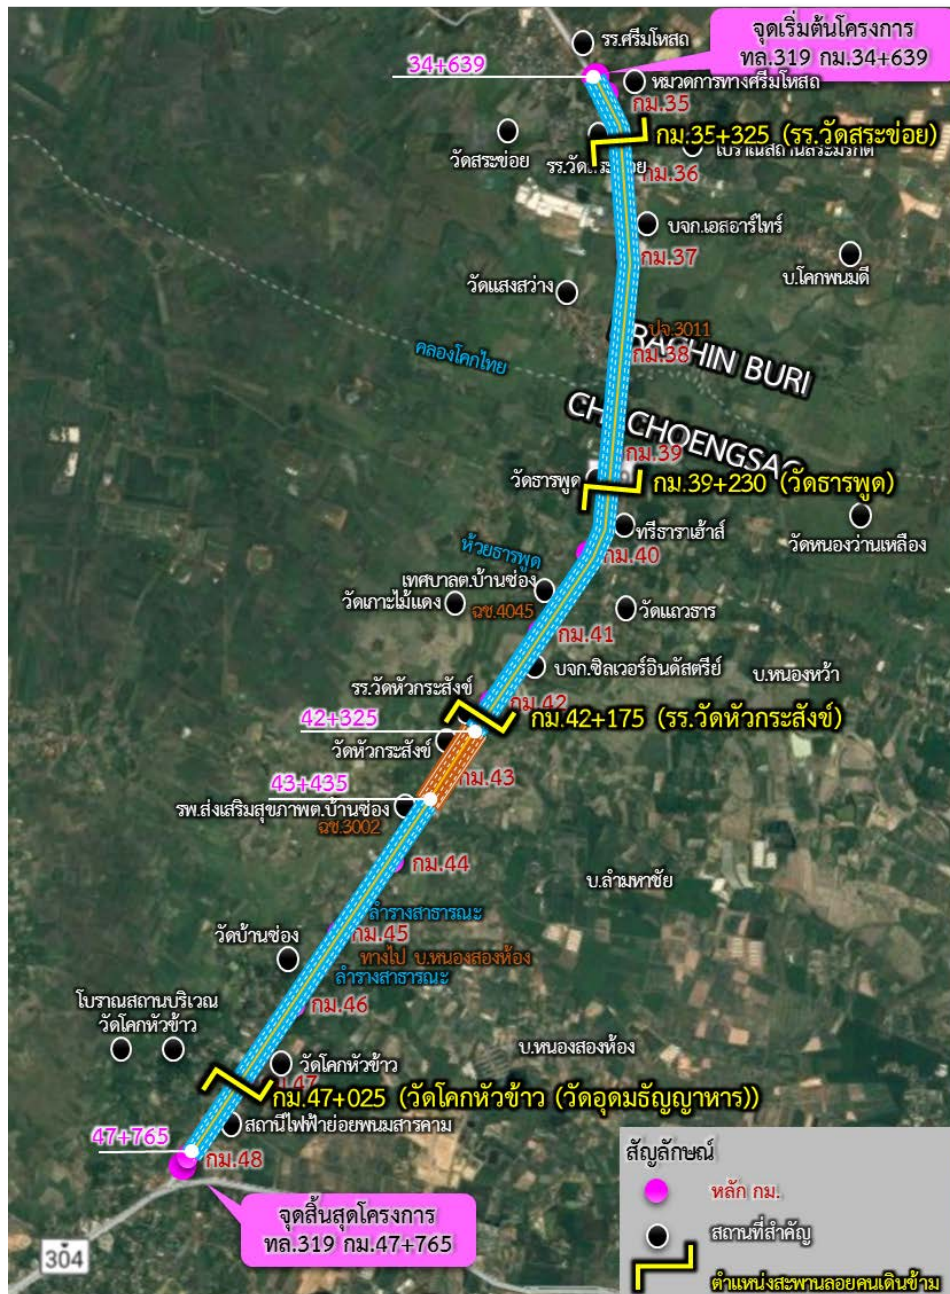 จุดเริ่มต้นโครงการ
ทล.319 กม.34+639
รร.ศรีมโหสถ
34+639
หมวดการทางศรีมโหสถ
กม.35
กม.35+325 (รร.วัดสระข่อย)
วัดสระข่อย
กม.36
บจก.เอสอาร์ไทร์
กม.37
บ.โคกพนมดี
วัดแสงสว่าง
ปจ.3011
กม.38
คลองโคกไทย
BURI
กม.39
วัดธารพูด
กม.39+230 (วัดธารพูด)
ทรีธาราเฮ้าส์
วัดหนองว่านเหลือง
ห้วยธารพูด
กม.40
เทศบาลต.บ้านซ่อง
วัดเกาะไม้แดง
ฉช.4045
วัดแถวธาร
กม.41
บจก.ซิลเวอร์อินดัสตรีย์
บ.หนองหว้า
รร.วัดหัวกระสังข์
กม.42
กม.42+175 (รร.วัดหัวกระสังข์)
42+325
วัดหัวกระสังข์
43+435
กม.43
รพ.ส่งเสริมสุขภาพต.บ้านซ่อง
ฉช.3002
กม.44
บ.ลำมหาชัย
ลำรางสาธารณะ
วัดบ้านซ่อง
กม.45
ทางไป บ.หนองสองห้อง
ลำรางสาธารณะ
โบราณสถานบริเวณ
วัดโคกหัวข้าว
กม.46
บ.หนองสองห้อง
วัดโคกหัวข้าว
กม.47+025 (วัดโคกหัวข้าว (วัดอุดมธัญญาหาร))
สถานีไฟฟ้าย่อยพนมสารคาม
47+765
กม.48
จุดสิ้นสุดโครงการ
ทล.319 กม.47+765
304
สัญลักษณ์
หลัก กม.
สถานที่สำคัญ
ตำแหน่งสะพานลอยคนเดินข้าม